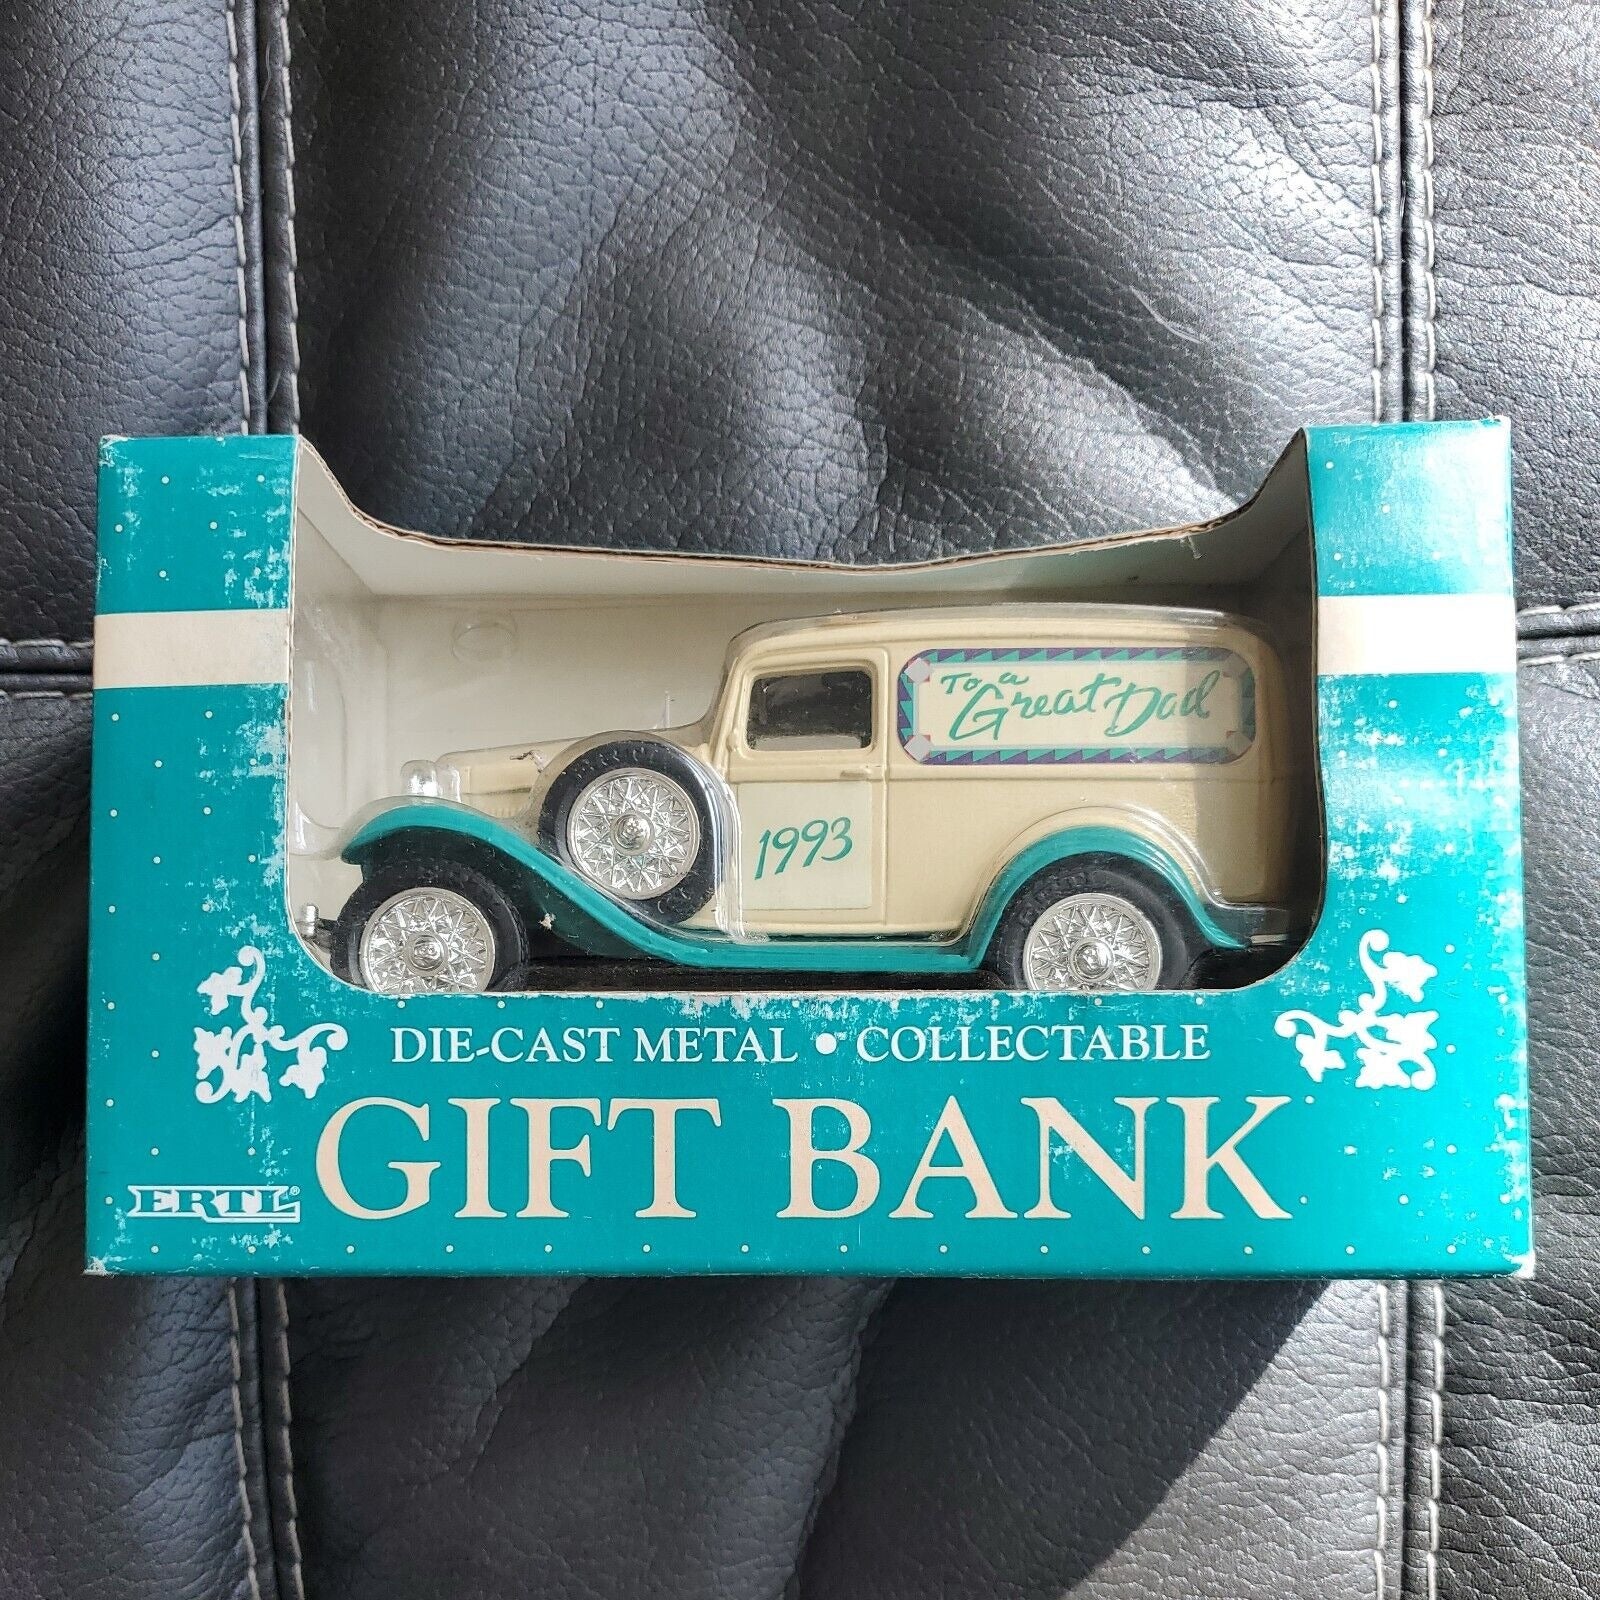 To a
Great Dad
1993
DIE-CAST METAL • COLLECTABLE
GIFT BANK
ERTL®